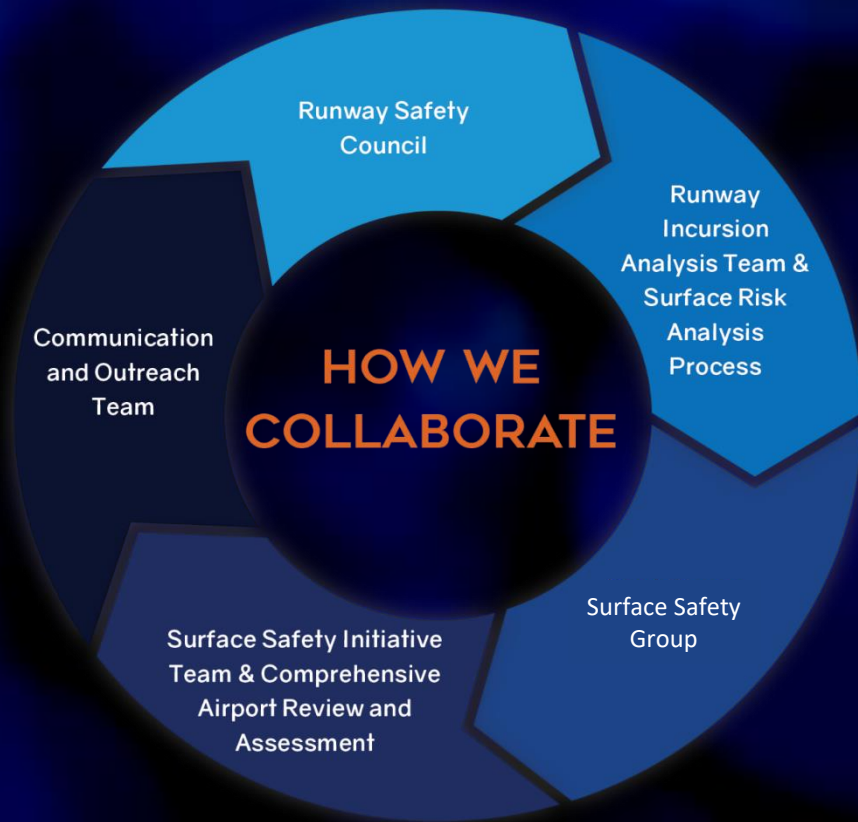 Runway Safety
Council
Runway
Incursion
Analysis Team &
Surface Risk
Analysis
Process
Surface Safety
Group
Surface Safety Initiative
Team & Comprehensive
Airport Review and
Assessment
Communication
and Outreach
Team
HOW WE
COLLABORATE